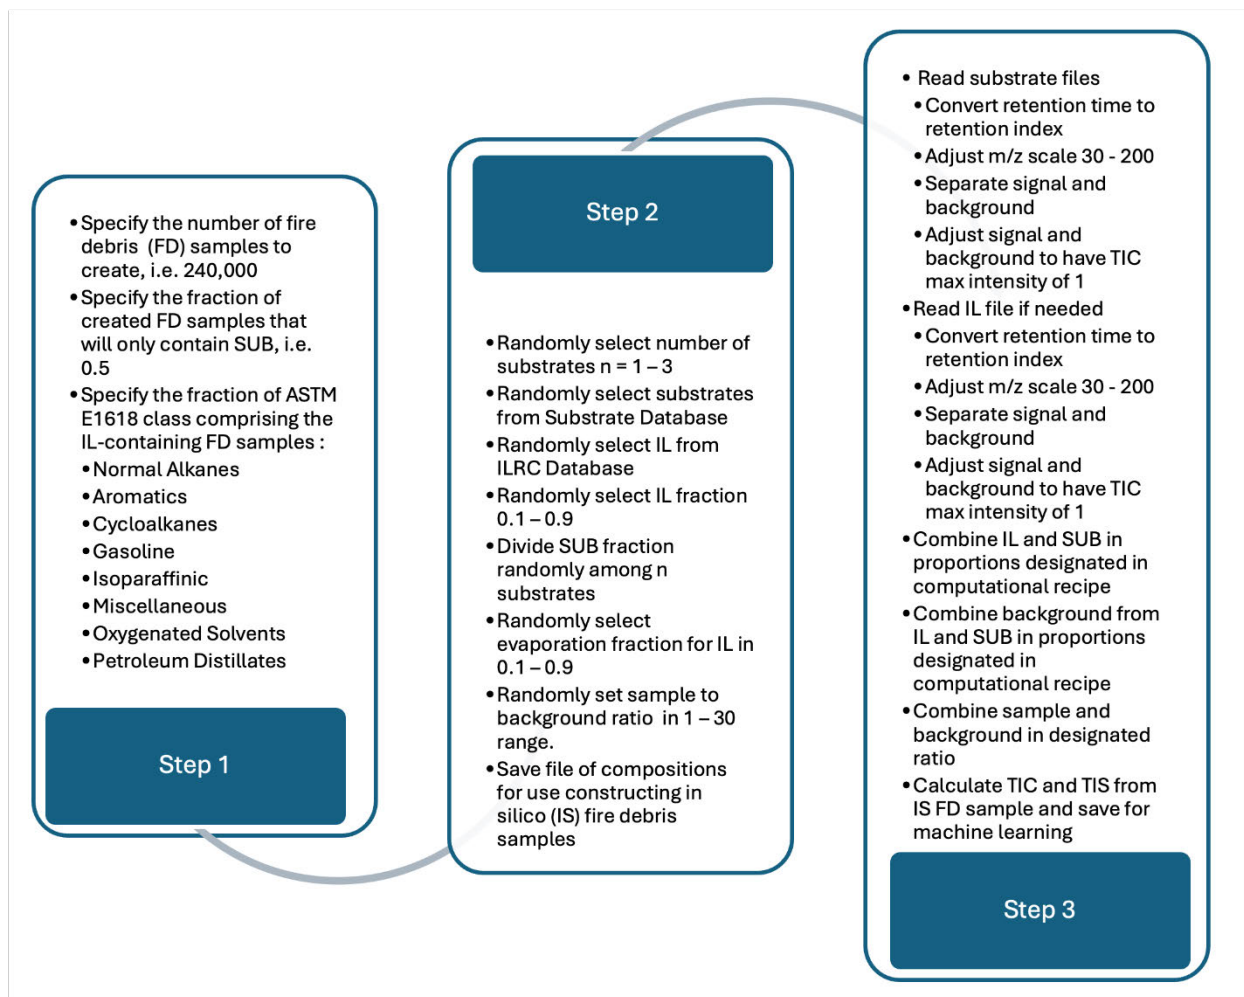 • Specify the number of fire
debris (FD) samples to
create, i.e. 240,000
• Specify the fraction of
created FD samples that
will only contain SUB, i.e.
0.5
• Specify the fraction of ASTM
E1618 class comprising the
IL-containing FD samples :
• Normal Alkanes
• Aromatics
• Cycloalkanes
• Gasoline
• Isoparaffinic
• Miscellaneous
• Oxygenated Solvents
• Petroleum Distillates
Step 1
Step 2
• Randomly select number of
substrates n = 1 – 3
• Randomly select substrates
from Substrate Database
• Randomly select IL from
ILRC Database
• Randomly select IL fraction
0.1 – 0.9
• Divide SUB fraction
randomly among n
substrates
• Randomly select
evaporation fraction for IL in
0.1 – 0.9
• Randomly set sample to
background ratio in 1 – 30
range.
• Save file of compositions
for use constructing in
silico (IS) fire debris
samples
• Read substrate files
• Convert retention time to
retention index
• Adjust m/z scale 30 - 200
• Separate signal and
background
• Adjust signal and
background to have TIC
max intensity of 1
• Read IL file if needed
• Convert retention time to
retention index
• Adjust m/z scale 30 - 200
• Separate signal and
background
• Adjust signal and
background to have TIC
max intensity of 1
• Combine IL and SUB in
proportions designated in
computational recipe
• Combine background from
IL and SUB in proportions
designated in
computational recipe
• Combine sample and
background in designated
ratio
• Calculate TIC and TIS from
IS FD sample and save for
machine learning
Step 3